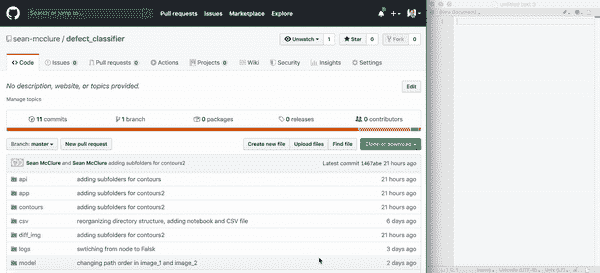 Search or jump to... Pull requests Issues Marketplace Explore
sean-mcclure / defect_classifier
Unwatch 1 Star 0 Fork 0
Code Issues 0 Pull requests 0 Actions Projects 0 Wiki Security Insights Settings
No description, website, or topics provided. Edit
Manage topics
11 commits 1 branch 0 packages 0 releases 0 contributors
Branch: master New pull request Create new file Upload files Find file Clone or download
Sean McClure and Sean McClure adding subfolders for contours2 Latest commit 1467abe 21 hours ago
api adding subfolders for contours 21 hours ago
app adding subfolders for contours2 21 hours ago
contours adding subfolders for contours2 21 hours ago
csv reorganizing directory structure, adding notebook and CSV file 6 days ago
diff_img adding subfolders for contours2 21 hours ago
logs swtiching from node to Falsk 3 days ago
model changing path order in image_1 and image_2 2 days ago